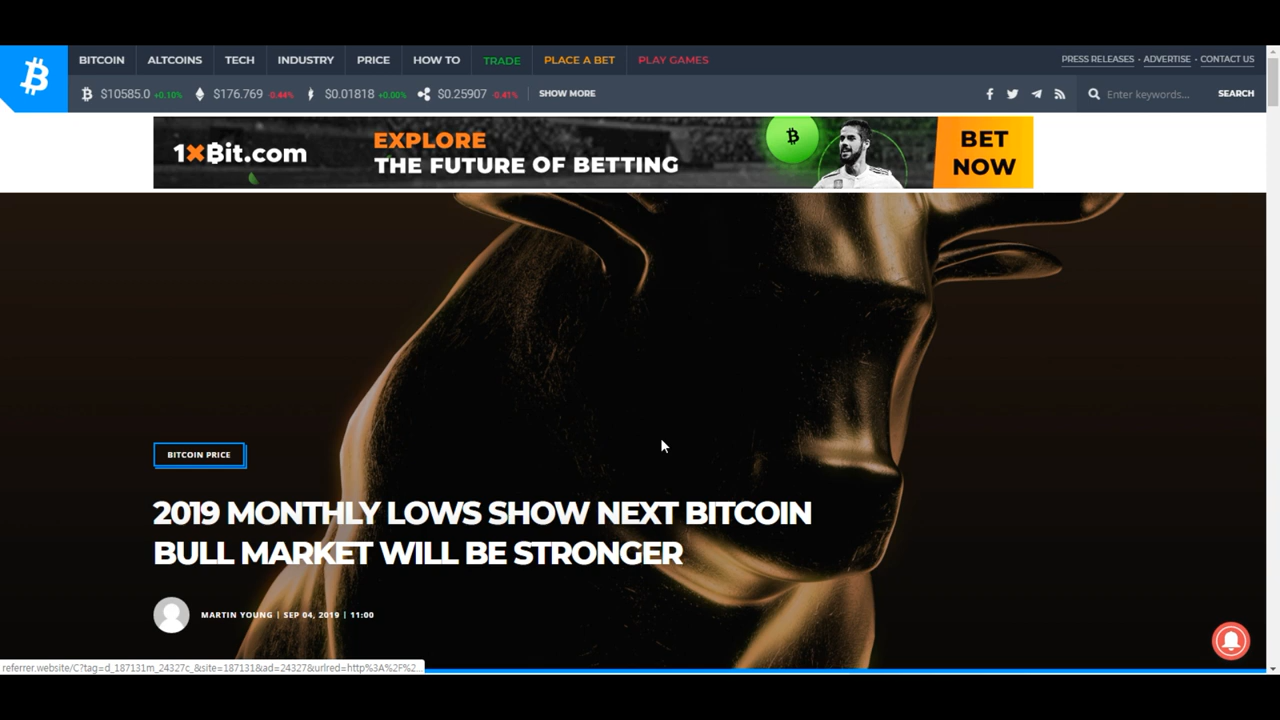 BITCOIN ALTCOINS TECH INDUSTRY PRICE HOW TO TRADE PLACE A BET PLAY GAMES PRESS RELEASES • ADVERTISE • CONTACT US
$10585.0 +0.10% $176.769 -0.44% $0.01818 +0.00% $0.25907 -0.41% SHOW MORE Enter keywords... SEARCH
1×Bit.com EXPLORE THE FUTURE OF BETTING BET NOW
BITCOIN PRICE
2019 MONTHLY LOWS SHOW NEXT BITCOIN
BULL MARKET WILL BE STRONGER
MARTIN YOUNG | SEP 04, 2019 | 11:00
referrer.website/C?tag=d_187131m_24327c_&site=187131&ad=24327&urlred=http%3A%2F%2...